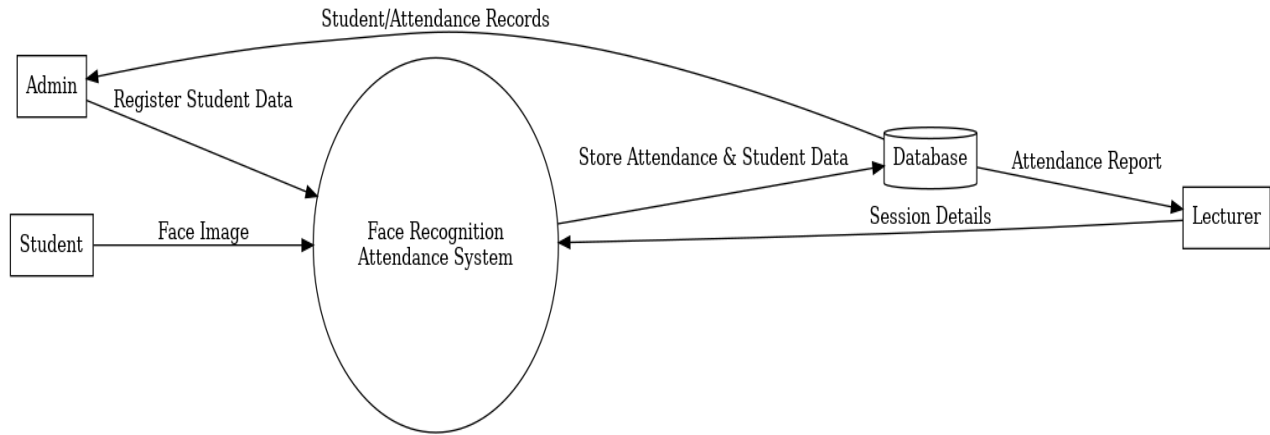 Student/Attendance Records
Admin
Register Student Data
Store Attendance & Student Data
Database
Attendance Report
Student
Face Image
Face Recognition
Attendance System
Session Details
Lecturer